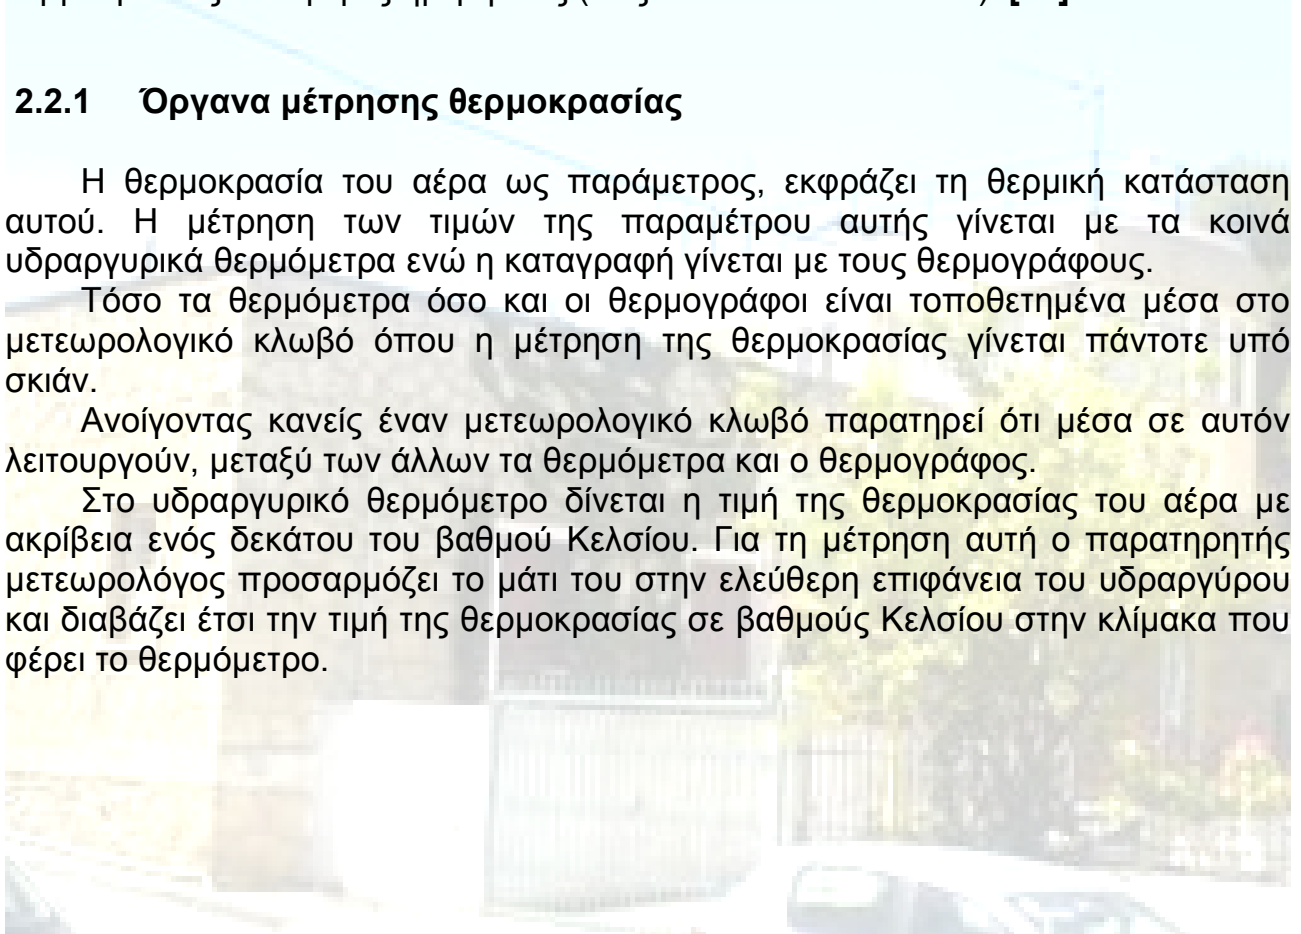 2.2.1 Όργανα μέτρησης θερμοκρασίας
Η θερμοκρασία του αέρα ως παράμετρος, εκφράζει τη θερμική κατάσταση
αυτού. Η μέτρηση των τιμών της παραμέτρου αυτής γίνεται με τα κοινά
υδραργυρικά θερμόμετρα ενώ η καταγραφή γίνεται με τους θερμογράφους.
Τόσο τα θερμόμετρα όσο και οι θερμογράφοι είναι τοποθετημένα μέσα στο
μετεωρολογικό κλωβό όπου η μέτρηση της θερμοκρασίας γίνεται πάντοτε υπό
σκιάν.
Ανοίγοντας κανείς έναν μετεωρολογικό κλωβό παρατηρεί ότι μέσα σε αυτόν
λειτουργούν, μεταξύ των άλλων τα θερμόμετρα και ο θερμογράφος.
Στο υδραργυρικό θερμόμετρο δίνεται η τιμή της θερμοκρασίας του αέρα με
ακρίβεια ενός δεκάτου του βαθμού Κελσίου. Για τη μέτρηση αυτή ο παρατηρητής
μετεωρολόγος προσαρμόζει το μάτι του στην ελεύθερη επιφάνεια του υδραργύρου
και διαβάζει έτσι την τιμή της θερμοκρασίας σε βαθμούς Κελσίου στην κλίμακα που
φέρει το θερμόμετρο.